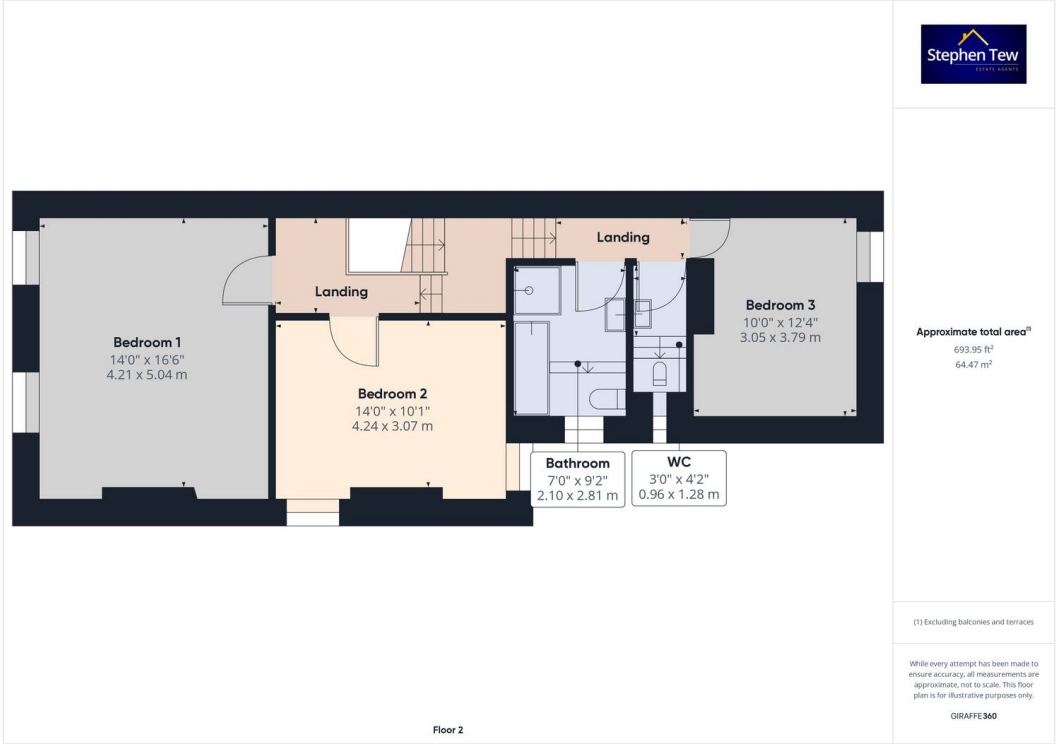 Stephen Tew
ESTATE AGENTS
Landing
Landing
Bedroom 1
14'0" x 16'6"
4.21 x 5.04 m
Bedroom 2
14'0" x 10'1"
4.24 x 3.07 m
Bedroom 3
10'0" x 12'4"
3.05 x 3.79 m
Bathroom
7'0" x 9'2"
2.10 x 2.81 m
WC
3'0" x 4'2"
0.96 x 1.28 m
Floor 2
Approximate total area(1)
693.95 ft²
64.47 m²
(1) Excluding balconies and terraces
While every attempt has been made to
ensure accuracy, all measurements are
approximate, not to scale. This floor
plan is for illustrative purposes only.
GIRAFFE360